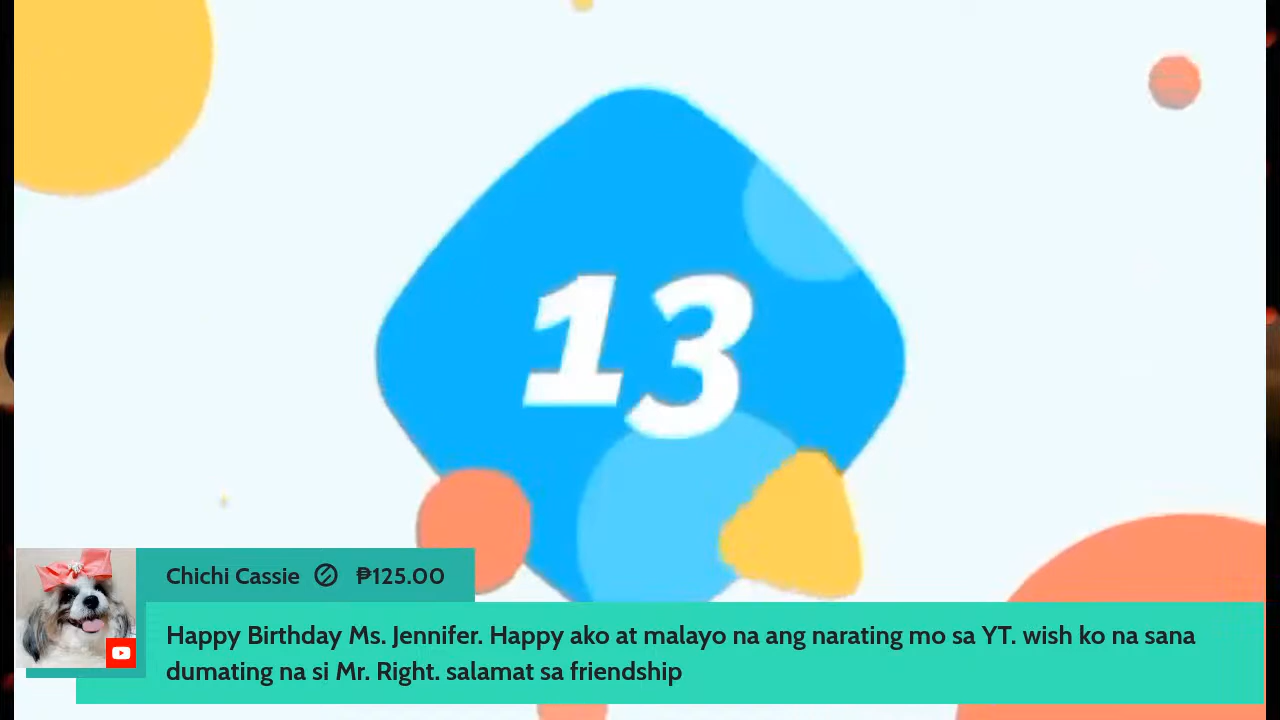 13
Chichi Cassie ₱125.00
Happy Birthday Ms. Jennifer. Happy ako at malayo na ang narating mo sa YT. wish ko na sana
dumating na si Mr. Right. salamat sa friendship